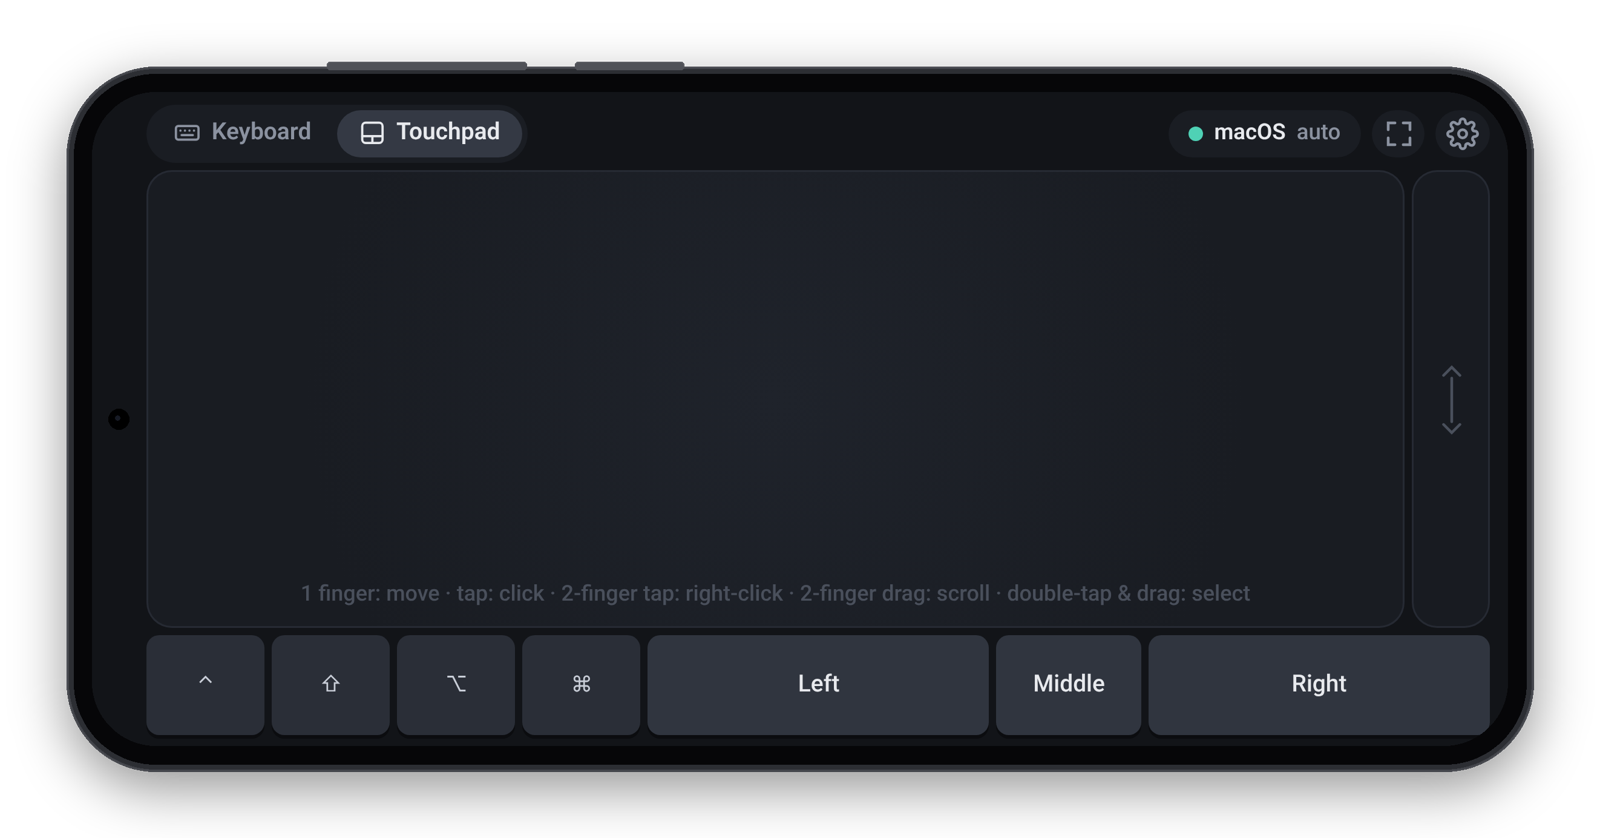 Keyboard Touchpad macOS auto
1 finger: move · tap: click · 2-finger tap: right-click · 2-finger drag: scroll · double-tap & drag: select
^ ⇧ ⌥ ⌘ Left Middle Right